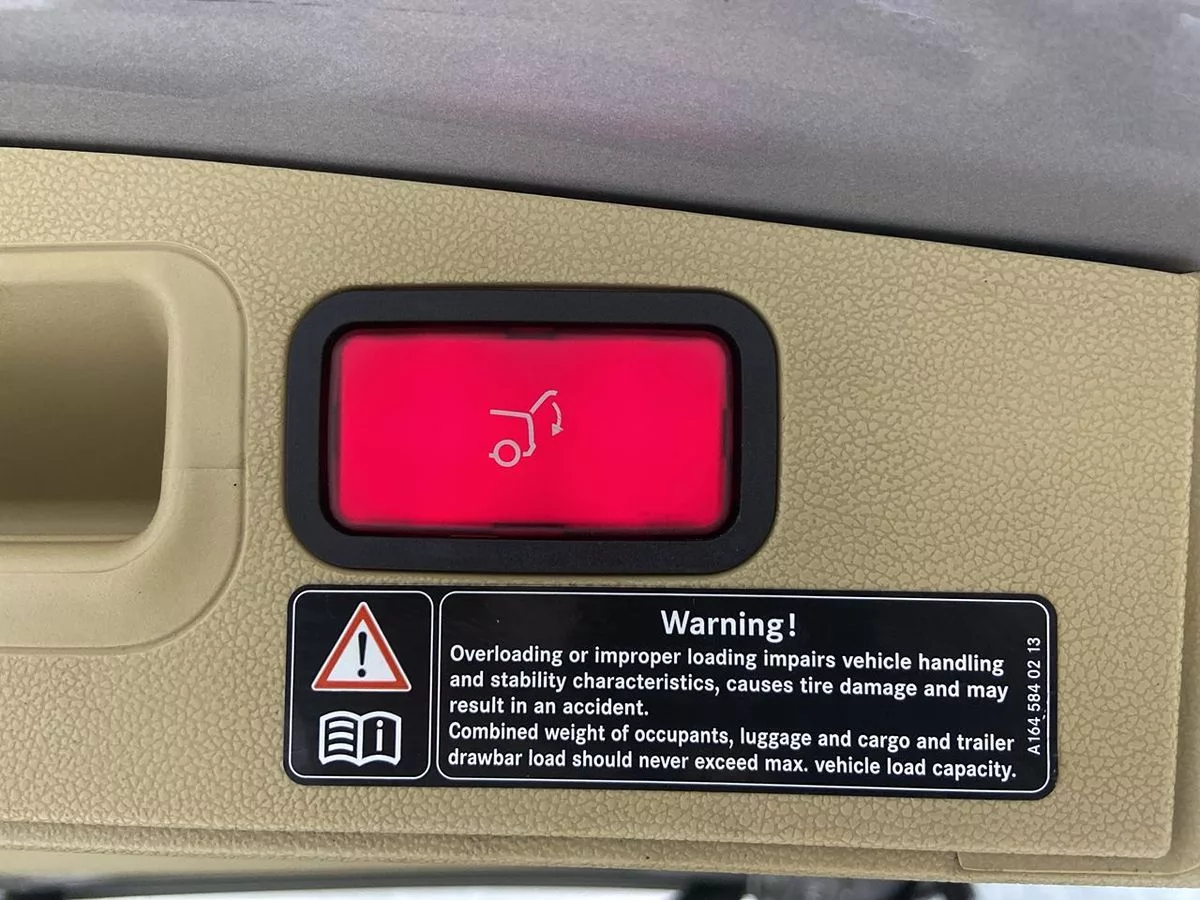 Warning!
Overloading or improper loading impairs vehicle handling
and stability characteristics, causes tire damage and may
result in an accident.
Combined weight of occupants, luggage and cargo and trailer
drawbar load should never exceed max. vehicle load capacity.
A164 584 02 13
i